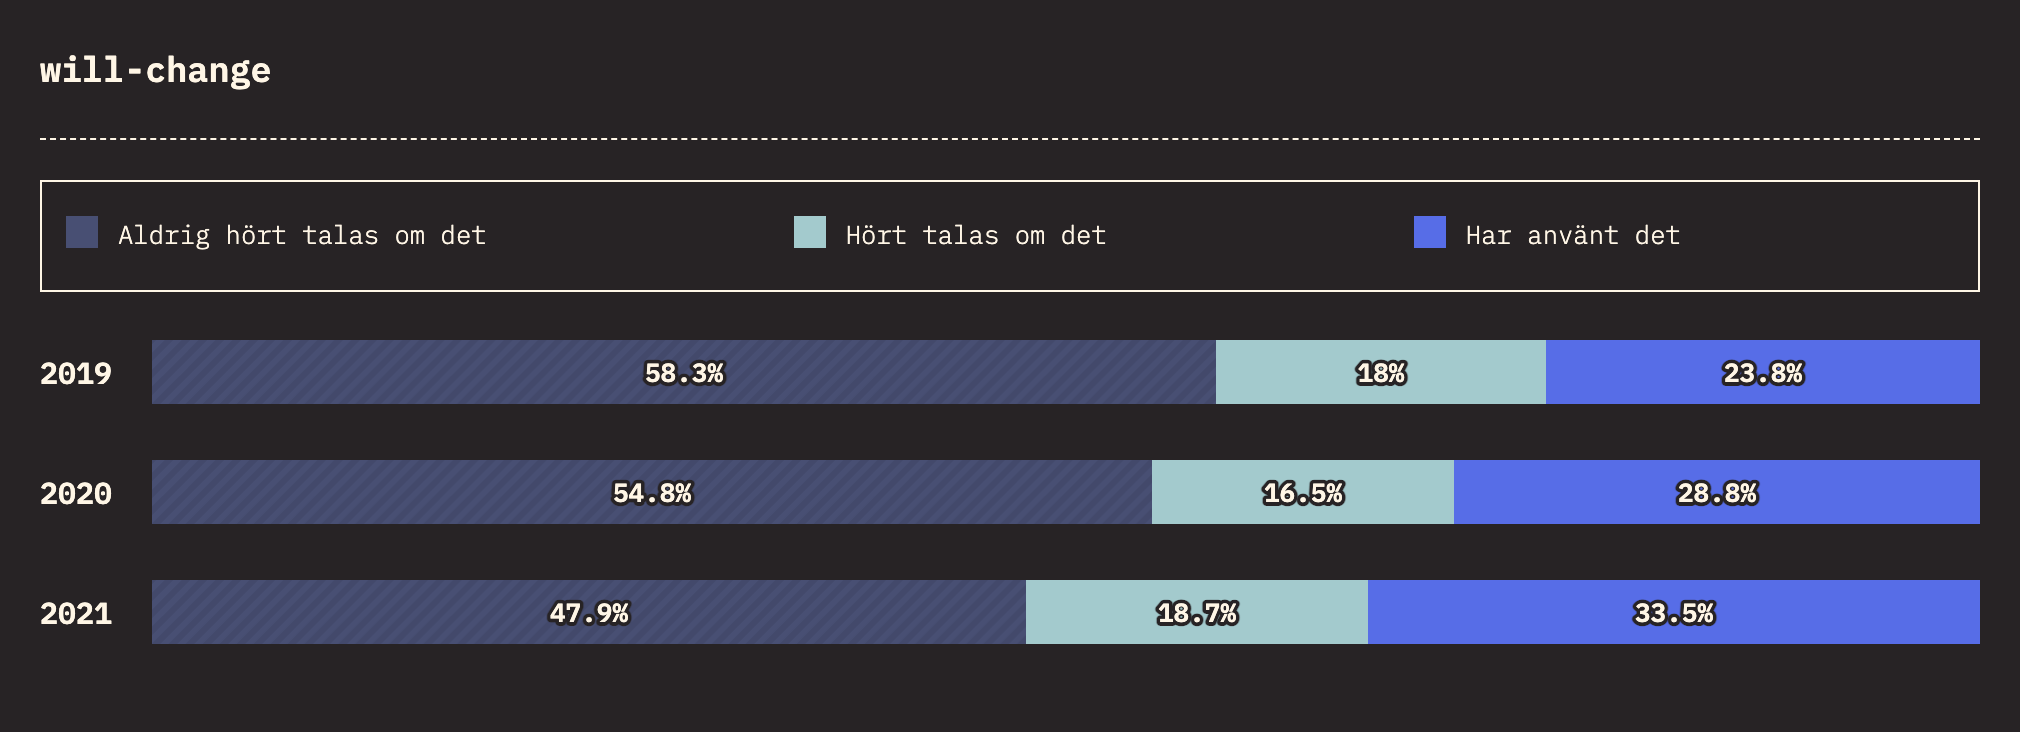 will-change
Aldrig hört talas om det Hört talas om det Har använt det
2019 58.3% 18% 23.8%
2020 54.8% 16.5% 28.8%
2021 47.9% 18.7% 33.5%